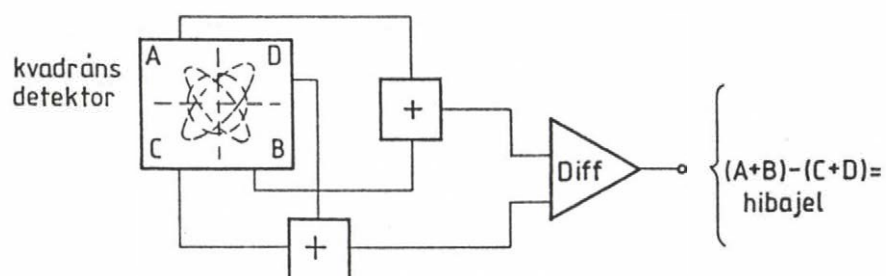 kvadráns
detektor
A
D
C
B
+
+
Diff
(A+B)-(C+D)=
hibajel